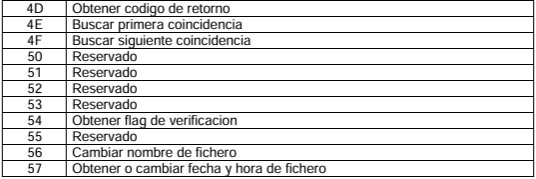 4D Obtener codigo de retorno
4E Buscar primera coincidencia
4F Buscar siguiente coincidencia
50 Reservado
51 Reservado
52 Reservado
53 Reservado
54 Obtener flag de verificacion
55 Reservado
56 Cambiar nombre de fichero
57 Obtener o cambiar fecha y hora de fichero